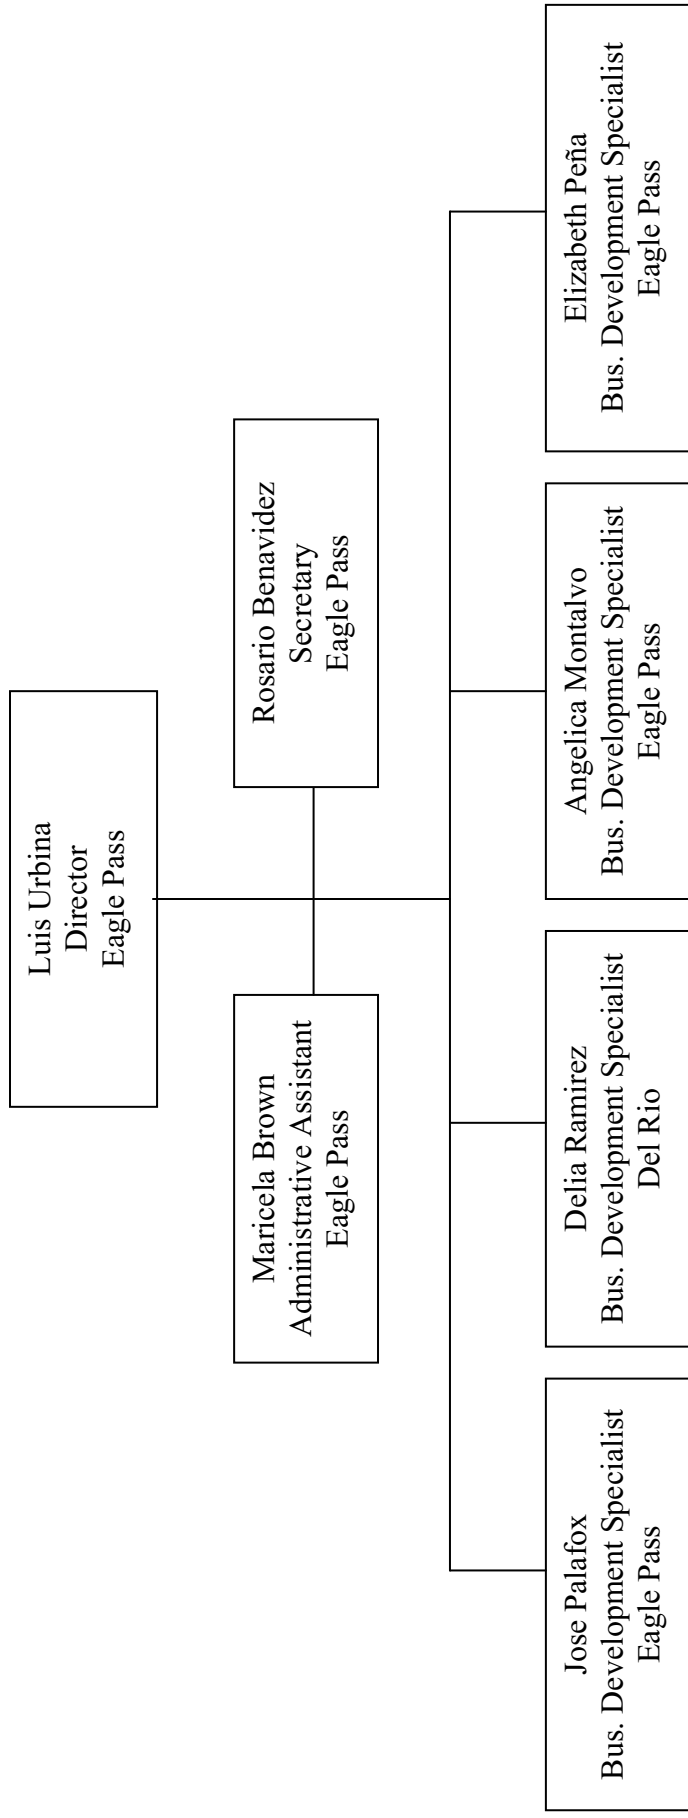 Luis Urbina
Director
Eagle Pass
Maricela Brown
Administrative Assistant
Eagle Pass
Rosario Benavidez
Secretary
Eagle Pass
Jose Palafox
Bus. Development Specialist
Eagle Pass
Delia Ramirez
Bus. Development Specialist
Del Rio
Angelica Montalvo
Bus. Development Specialist
Eagle Pass
Elizabeth Peña
Bus. Development Specialist
Eagle Pass